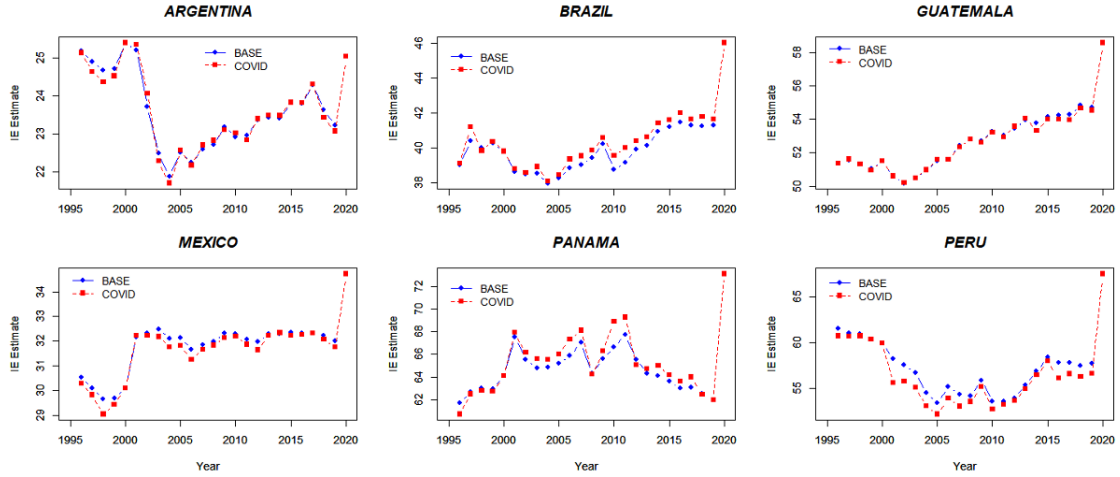 ARGENTINA
BRAZIL
GUATEMALA
IE Estimate
25
24
23
22
BASE
COVID
1995 2000 2005 2010 2015 2020
IE Estimate
46
44
42
40
38
BASE
COVID
1995 2000 2005 2010 2015 2020
IE Estimate
58
56
54
52
50
BASE
COVID
1995 2000 2005 2010 2015 2020
MEXICO
PANAMA
PERU
IE Estimate
34
33
32
31
30
29
BASE
COVID
1995 2000 2005 2010 2015 2020
Year
IE Estimate
72
70
68
66
64
62
BASE
COVID
1995 2000 2005 2010 2015 2020
Year
IE Estimate
65
60
55
BASE
COVID
1995 2000 2005 2010 2015 2020
Year